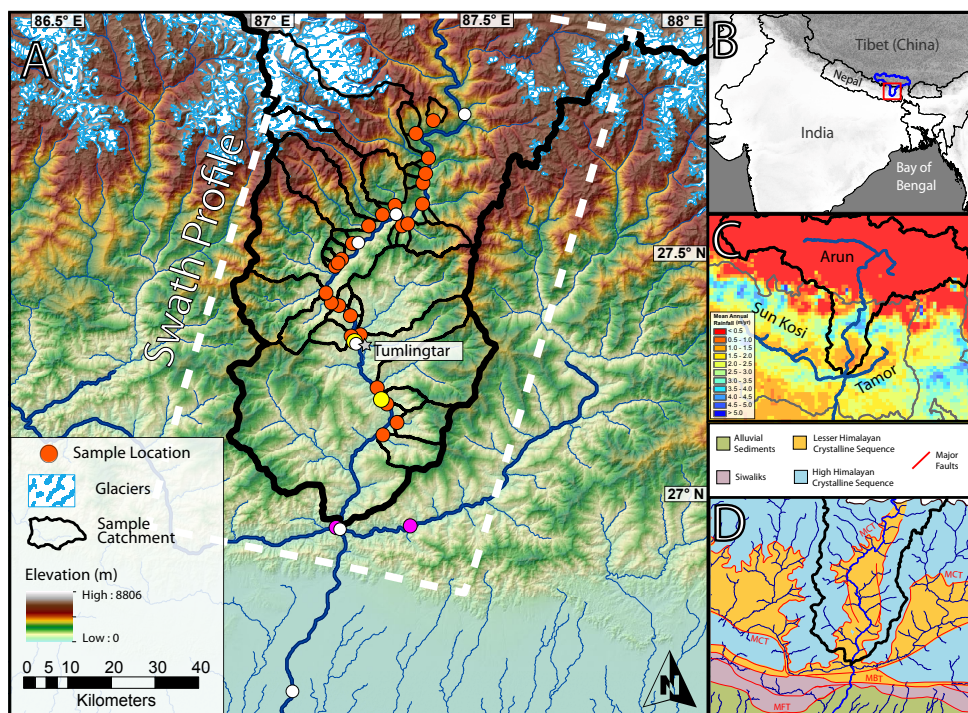 86.5° E
87° E
87.5° E
88° E
A
Swath Profile
27.5° N
Tumlingtar
27° N
Sample Location
Glaciers
Sample
Catchment
Elevation (m)
High : 8806
Low : 0
0 5 10 20 30 40
Kilometers
N
B
Tibet (China)
Nepal
India
Bay of
Bengal
C
Arun
Sun Kosi
Tamor
Mean Annual
Rainfall (m/yr)
< 0.5
0.5 - 1.0
1.0 - 1.5
1.5 - 2.0
2.0 - 2.5
2.5 - 3.0
3.0 - 3.5
3.5 - 4.0
4.0 - 4.5
4.5 - 5.0
> 5.0
Alluvial
Sediments
Lesser Himalayan
Crystalline Sequence
Siwaliks
High Himalayan
Crystalline Sequence
Major
Faults
D
MCT
MCT
MCT
MBT
MFT